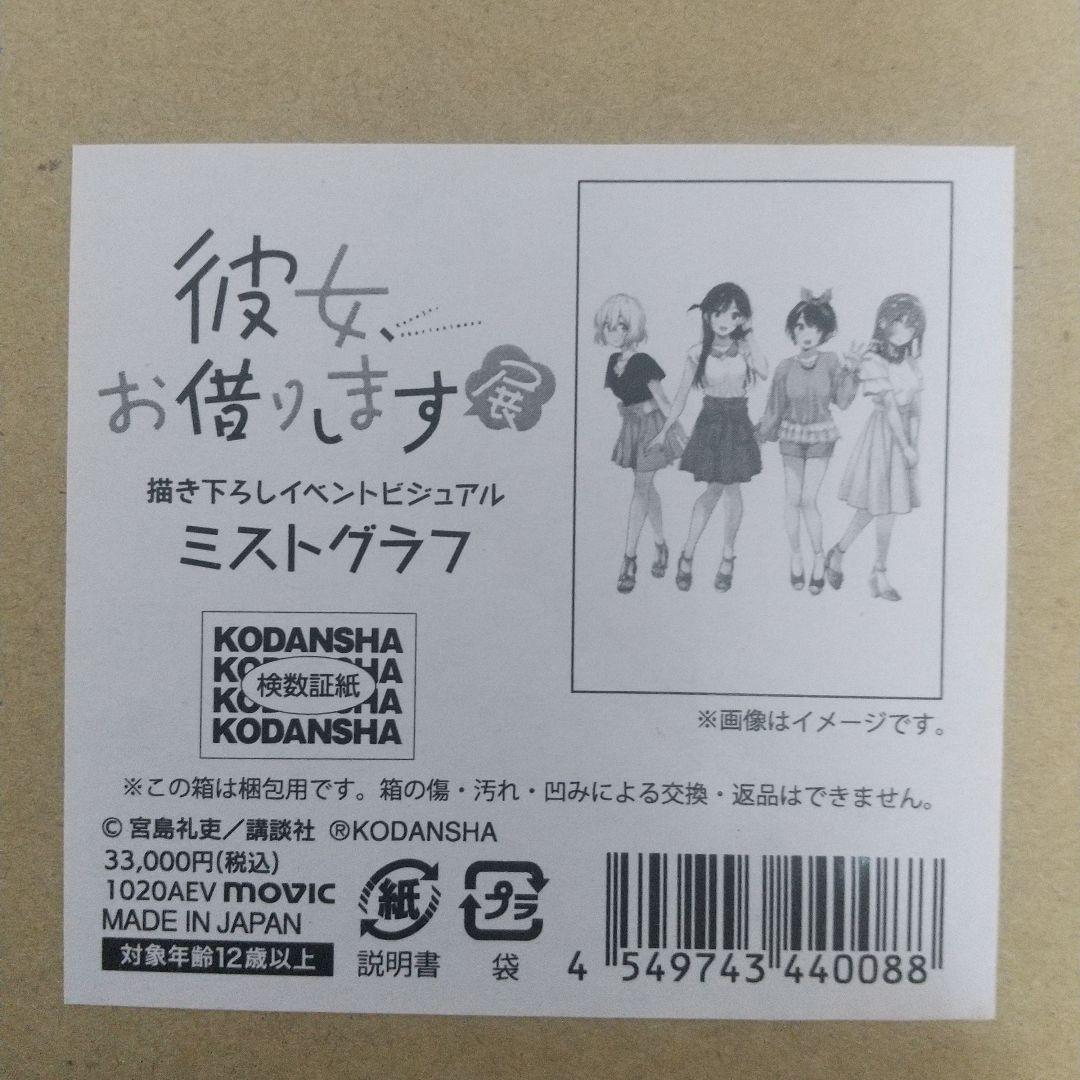 彼女、
お借りします展
描き下ろしイベントビジュアル
ミストグラフ
KODANSHA
KODANSHA
検数証紙
KODANSHA
KODANSHA
※画像はイメージです。
※この箱は梱包用です。箱の傷・汚れ・凹みによる交換・返品はできません。
© 宮島礼吏／講談社 ®KODANSHA
33,000円(税込)
1020AEV movic
MADE IN JAPAN
対象年齢12歳以上
紙
説明書
プラ
袋
4 549743 440088